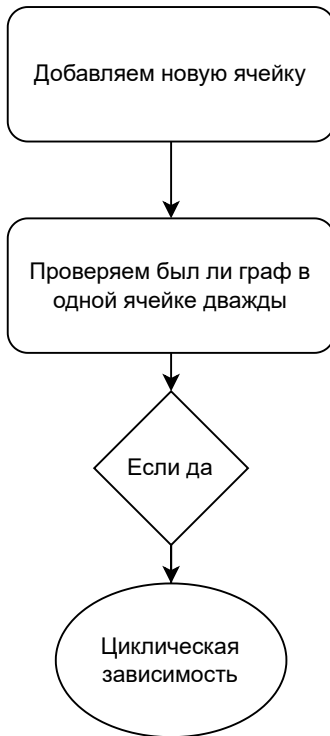 Добавляем новую ячейку
Проверяем был ли граф в
одной ячейке дважды
Если да
Циклическая
зависимость